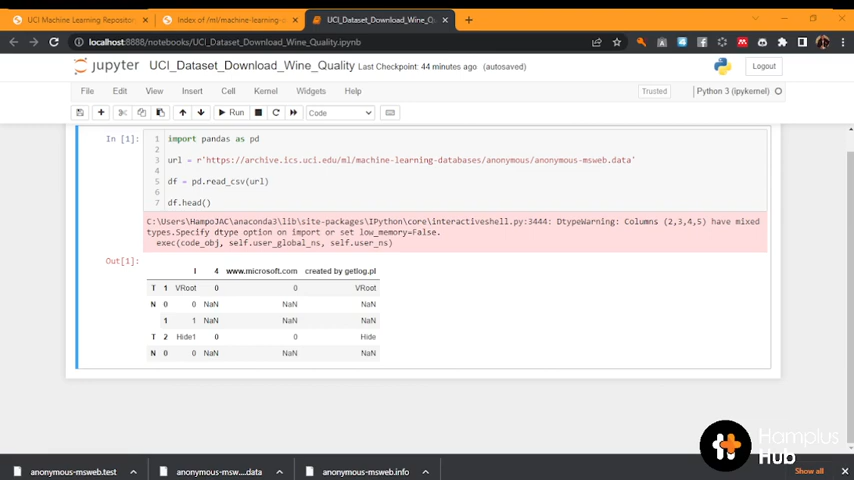 UCI Machine Learning Reposito
Index of /ml/machine-learning-d
UCI_Dataset_Download_Wine_Qu
localhost:8888/notebooks/UCI_Dataset_Download_Wine_Quality.ipynb
jupyter UCI_Dataset_Download_Wine_Quality Last Checkpoint: 44 minutes ago (autosaved)
Logout
File Edit View Insert Cell Kernel Widgets Help
Trusted
Python 3 (ipykernel)
Run
Code
In [1]:
1 import pandas as pd
2
3 url = r'https://archive.ics.uci.edu/ml/machine-learning-databases/anonymous/anonymous-msweb.data'
4
5 df = pd.read_csv(url)
6
7 df.head()
C:\Users\HampoJAC\anaconda3\lib\site-packages\IPython\core\interactiveshell.py:3444: DtypeWarning: Columns (2,3,4,5) have mixed
types.Specify dtype option on import or set low_memory=False.
exec(code_obj, self.user_global_ns, self.user_ns)
Out[1]:
I 4 www.microsoft.com created by getlog.pl
T 1 VRoot 0 0 VRoot
N 0 0 NaN NaN NaN
1 1 NaN NaN NaN
T 2 Hide1 0 0 Hide
N 0 0 NaN NaN NaN
Hamplus
Hub
anonymous-msweb.test
anonymous-msw....data
anonymous-msweb.info
Show all